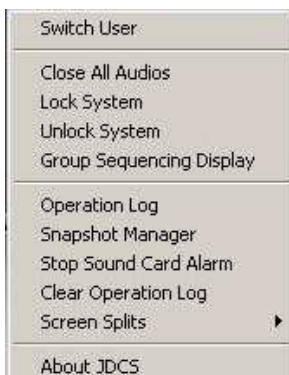 Switch User
Close All Audios
Lock System
Unlock System
Group Sequencing Display
Operation Log
Snapshot Manager
Stop Sound Card Alarm
Clear Operation Log
Screen Splits
About JDCS